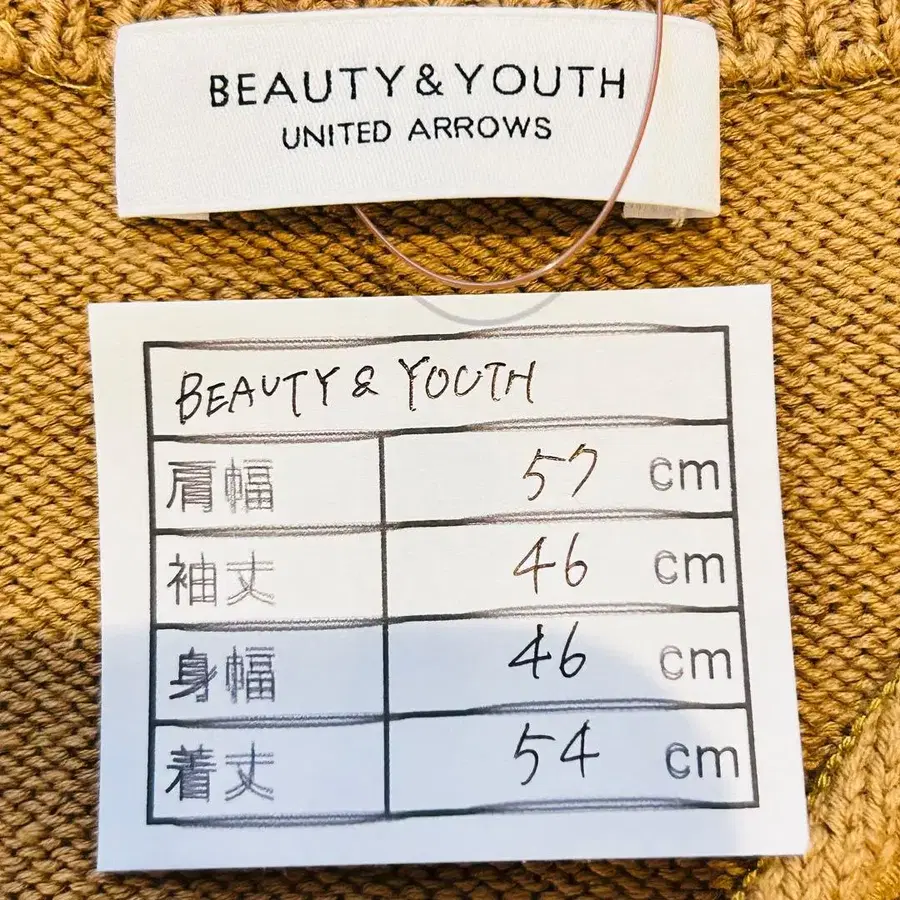 BEAUTY & YOUTH
UNITED ARROWS
BEAUTY & YOUTH
肩幅 57 cm
袖丈 46 cm
身幅 46 cm
着丈 54 cm